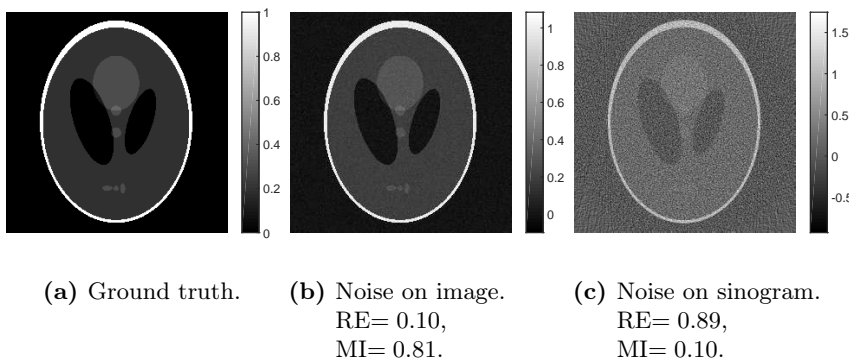 1
0.8
0.6
0.4
0.2
0
1
0.8
0.6
0.4
0.2
0
1.5
1
0.5
0
-0.5
(a) Ground truth.
(b) Noise on image.
RE= 0.10,
MI= 0.81.
(c) Noise on sinogram.
RE= 0.89,
MI= 0.10.